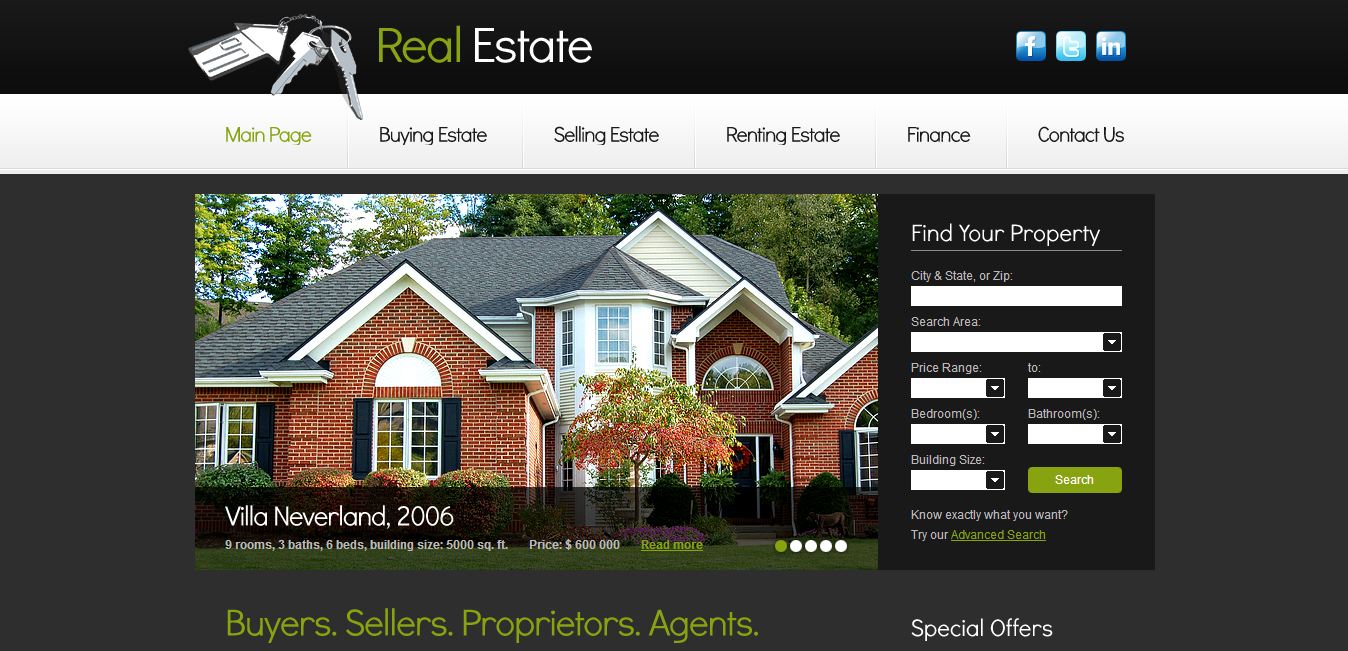 Real Estate
Main Page
Buying Estate
Selling Estate
Renting Estate
Finance
Contact Us
Villa Neverland, 2006
9 rooms, 3 baths, 6 beds, building size: 5000 sq. ft. Price: $ 600 000 Read more
Find Your Property
City & State, or Zip:
Search Area:
Price Range: to:
Bedroom(s): Bathroom(s):
Building Size:
Search
Know exactly what you want?
Try our Advanced Search
Buyers. Sellers. Proprietors. Agents.
Special Offers